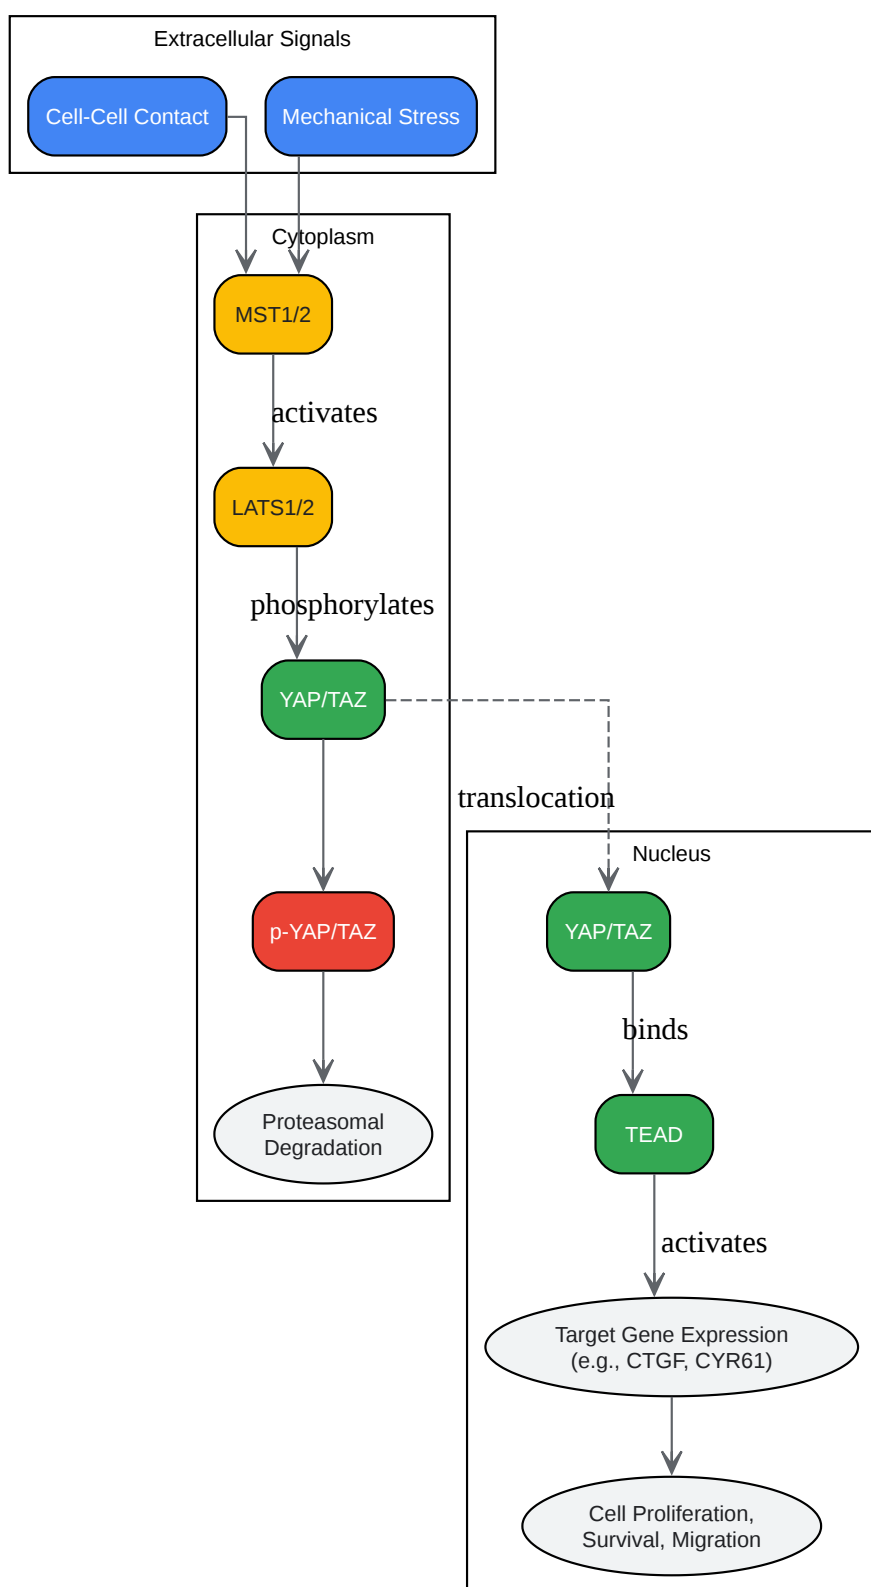 Extracellular Signals
Cell-Cell Contact
Mechanical Stress
Cytoplasm
MST1/2
activates
LATS1/2
phosphorylates
YAP/TAZ
translocation
Nucleus
p-YAP/TAZ
YAP/TAZ
binds
Proteasomal
Degradation
TEAD
activates
Target Gene Expression
(e.g., CTGF, CYR61)
Cell Proliferation,
Survival, Migration